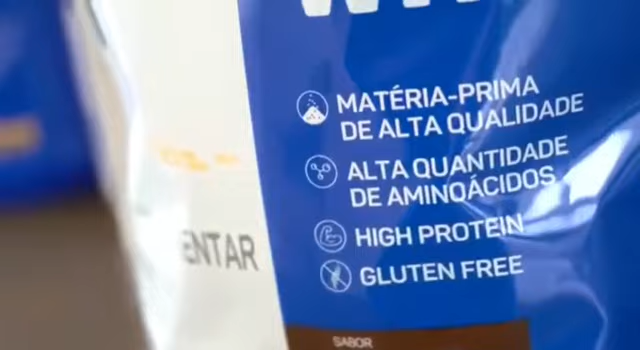 MATÉRIA-PRIMA
DE ALTA QUALIDADE
ALTA QUANTIDADE
DE AMINOÁCIDOS
HIGH PROTEIN
GLUTEN FREE
ENTAR
SABOR